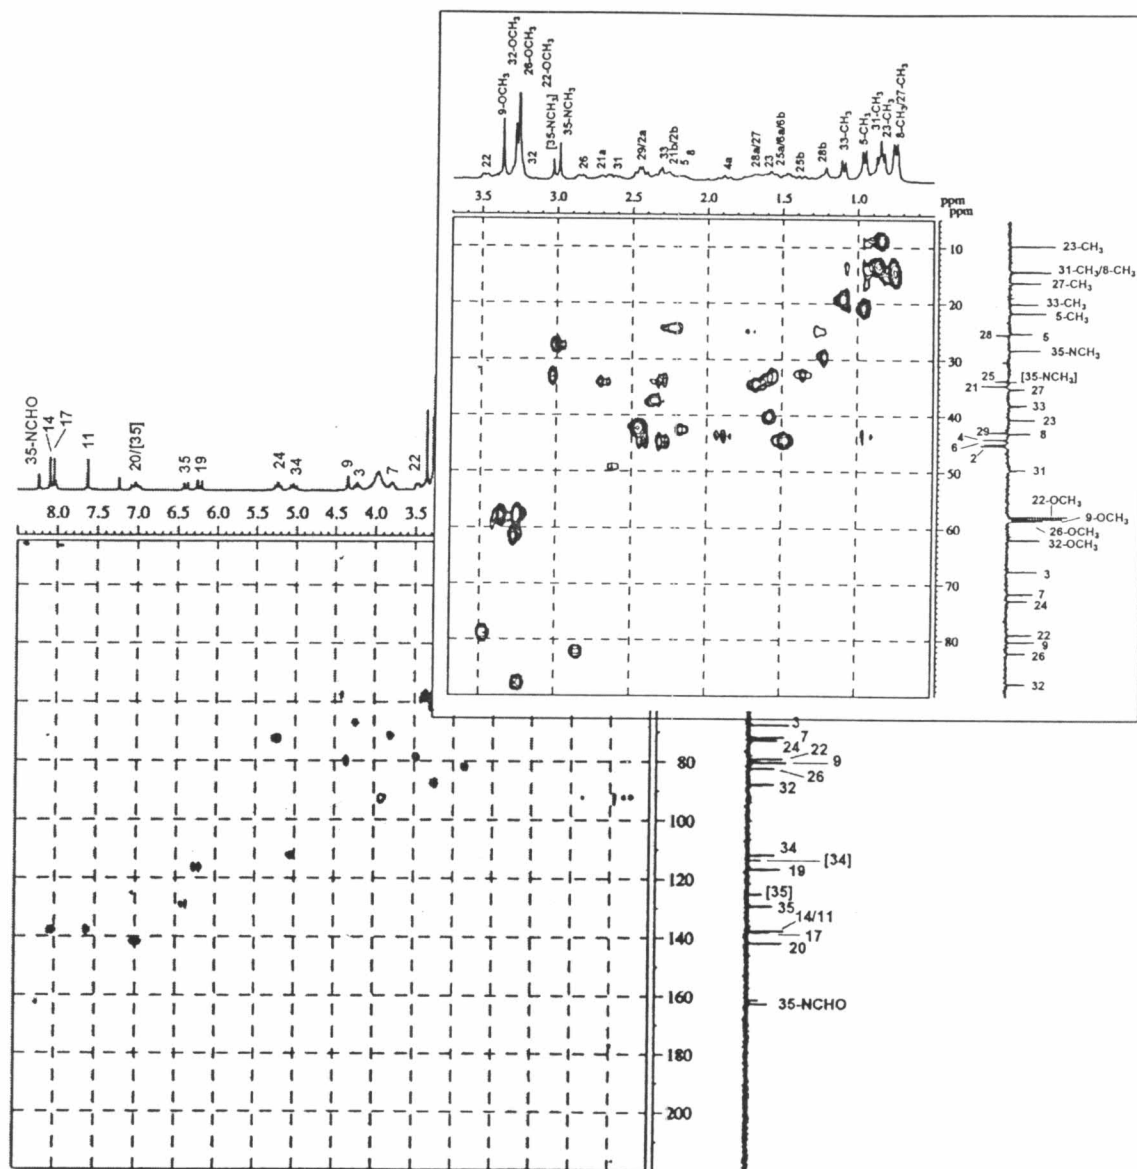 9-OCH3
32-OCH3
26-OCH3
[35-NCH3]
22-OCH3
35-NCH3
33-CH3
5-CH3
31-CH3
23-CH3
8-CH3/27-CH3
22
32
26
21a
31
29/2a
33
21b/2b
5
8
4a
28a/27
23
25a/6a/6b
25b
28b
3.5 3.0 2.5 2.0 1.5 1.0 ppm
ppm
10
20
30
40
50
60
70
80
23-CH3
31-CH3/8-CH3
27-CH3
33-CH3
5-CH3
28 5
35-NCH3
25 [35-NCH3]
21 27
33
23
29 8
4
6
2
31
22-OCH3
9-OCH3
26-OCH3
32-OCH3
3
7
24
22
9
26
32
35-NCHO
14
17
11
20/[35]
35
19
24
34
9
3
7
22
8.0 7.5 7.0 6.5 6.0 5.5 5.0 4.5 4.0 3.5
80
100
120
140
160
180
200
3
7
24 22
9
26
32
34
[34]
19
[35]
35
14/11
17
20
35-NCHO